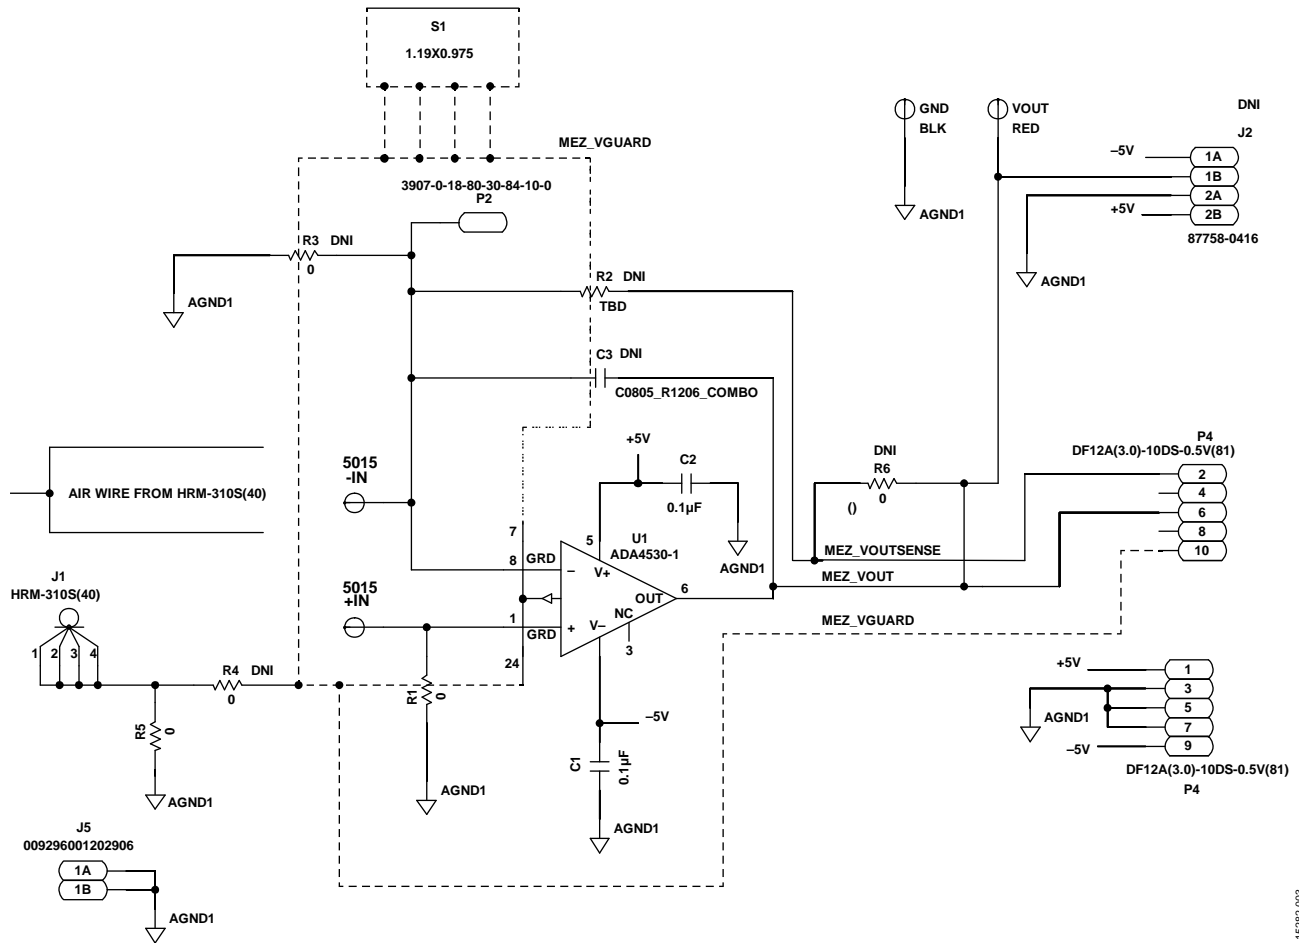 S1
1.19X0.975
MEZ_VGUARD
3907-0-18-80-30-84-10-0
P2
GND
BLK
VOUT
RED
DNI
J2
–5V
1A
1B
2A
+5V
2B
87758-0416
AGND1
AGND1
R3 DNI
0
AGND1
R2 DNI
TBD
C3 DNI
C0805_R1206_COMBO
+5V
C2
0.1µF
AGND1
5015
-IN
AIR WIRE FROM HRM-310S(40)
DNI
R6
0
()
P4
DF12A(3.0)-10DS-0.5V(81)
2
4
6
8
10
7
8
GRD
5
U1
ADA4530-1
V+
–
OUT
6
MEZ_VOUTSENSE
MEZ_VOUT
MEZ_VGUARD
5015
+IN
1
GRD
+
V–
NC
3
24
J1
HRM-310S(40)
1
2
3
4
R4 DNI
0
R5
0
AGND1
R1
0
AGND1
–5V
C1
0.1µF
AGND1
+5V
1
3
5
7
9
AGND1
–5V
DF12A(3.0)-10DS-0.5V(81)
P4
J5
009296001202906
1A
1B
AGND1
15282-003